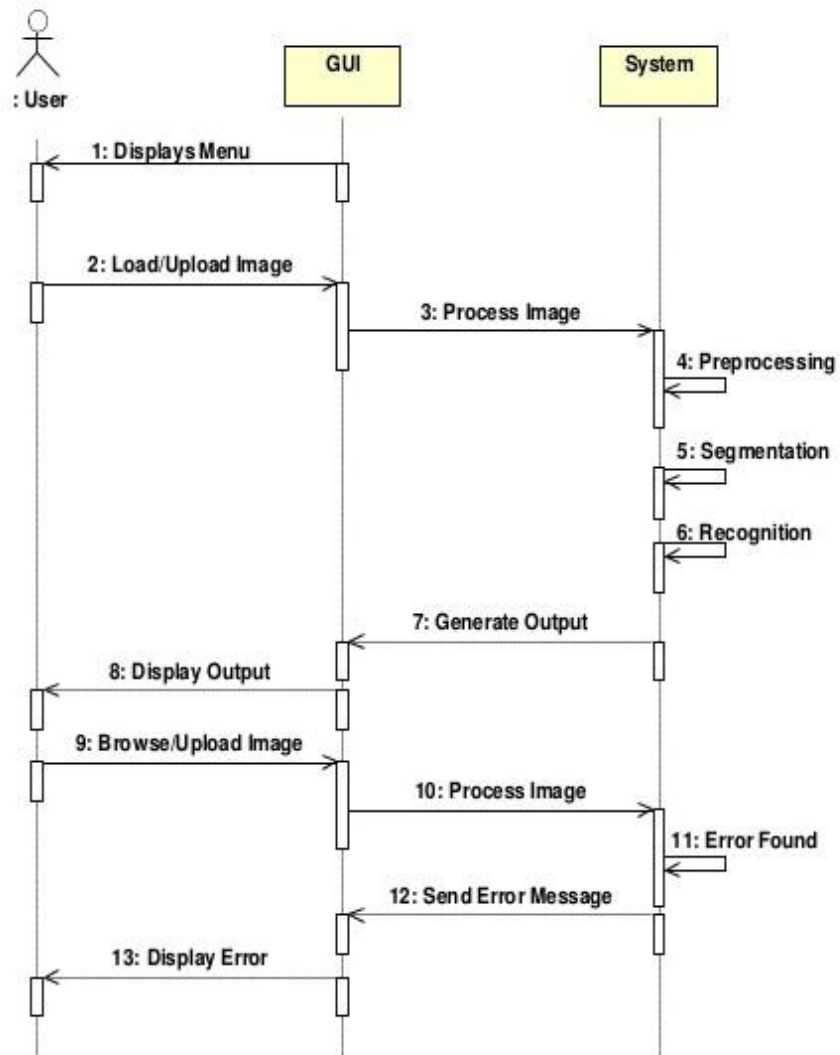 : User
GUI
System
1: Displays Menu
2: Load/Upload Image
3: Process Image
4: Preprocessing
5: Segmentation
6: Recognition
7: Generate Output
8: Display Output
9: Browse/Upload Image
10: Process Image
11: Error Found
12: Send Error Message
13: Display Error